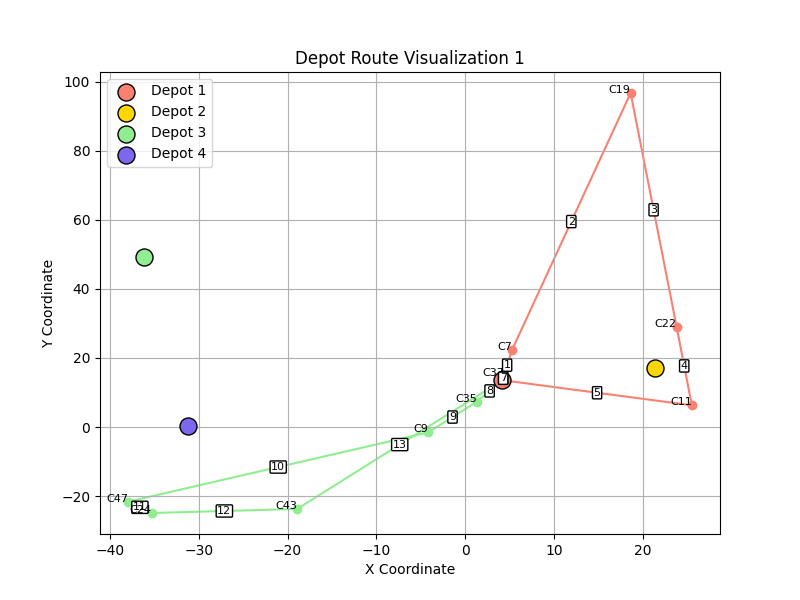 Depot Route Visualization 1
Depot 1
Depot 2
Depot 3
Depot 4
Y Coordinate
100
80
60
40
20
0
−20
−40
−30
−20
−10
0
10
20
X Coordinate
C19
2
3
C22
C7
1
4
7
8
5
C35
C11
9
C9
13
10
C47
11
12
C43